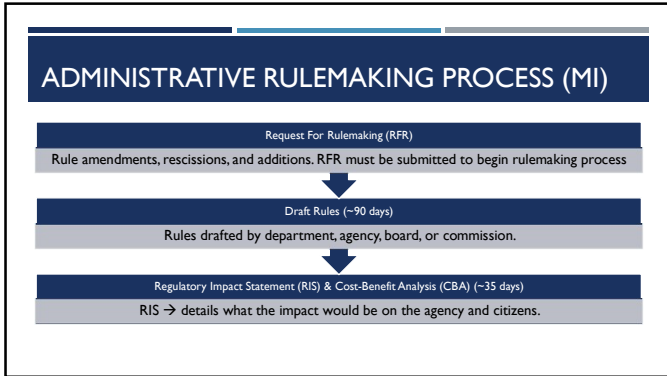 ADMINISTRATIVE RULEMAKING PROCESS (MI)
Request For Rulemaking (RFR)
Rule amendments, rescissions, and additions. RFR must be submitted to begin rulemaking process
Draft Rules (~90 days)
Rules drafted by department, agency, board, or commission.
Regulatory Impact Statement (RIS) & Cost-Benefit Analysis (CBA) (~35 days)
RIS → details what the impact would be on the agency and citizens.